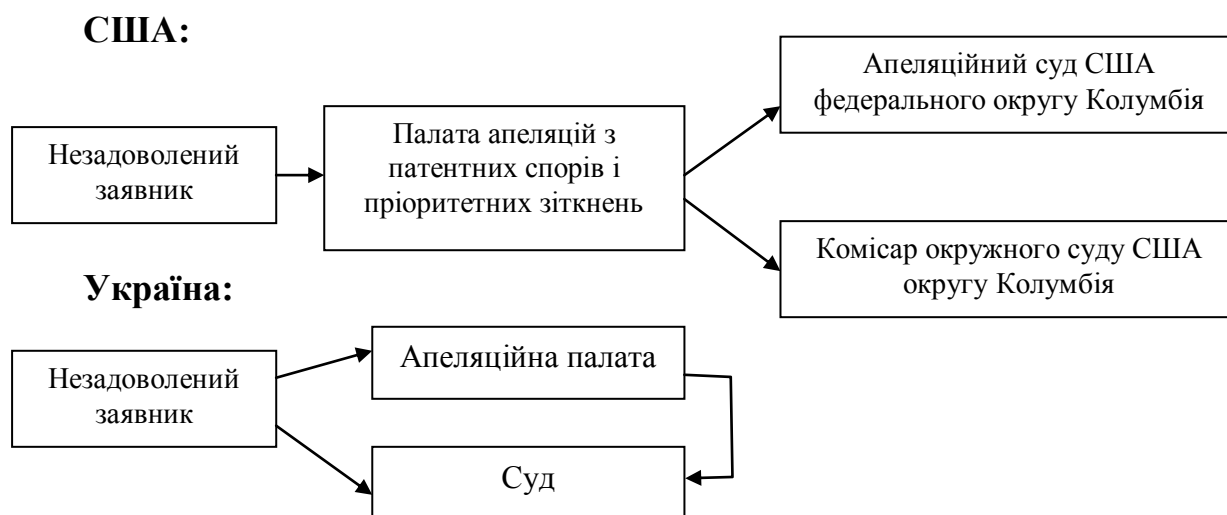 США:
Незадоволений
заявник
Палата апеляцій з
патентних спорів і
пріоритетних зіткнень
Апеляційний суд США
федерального округу Колумбія
Комісар окружного суду США
округу Колумбія
Україна:
Незадоволений
заявник
Апеляційна палата
Суд